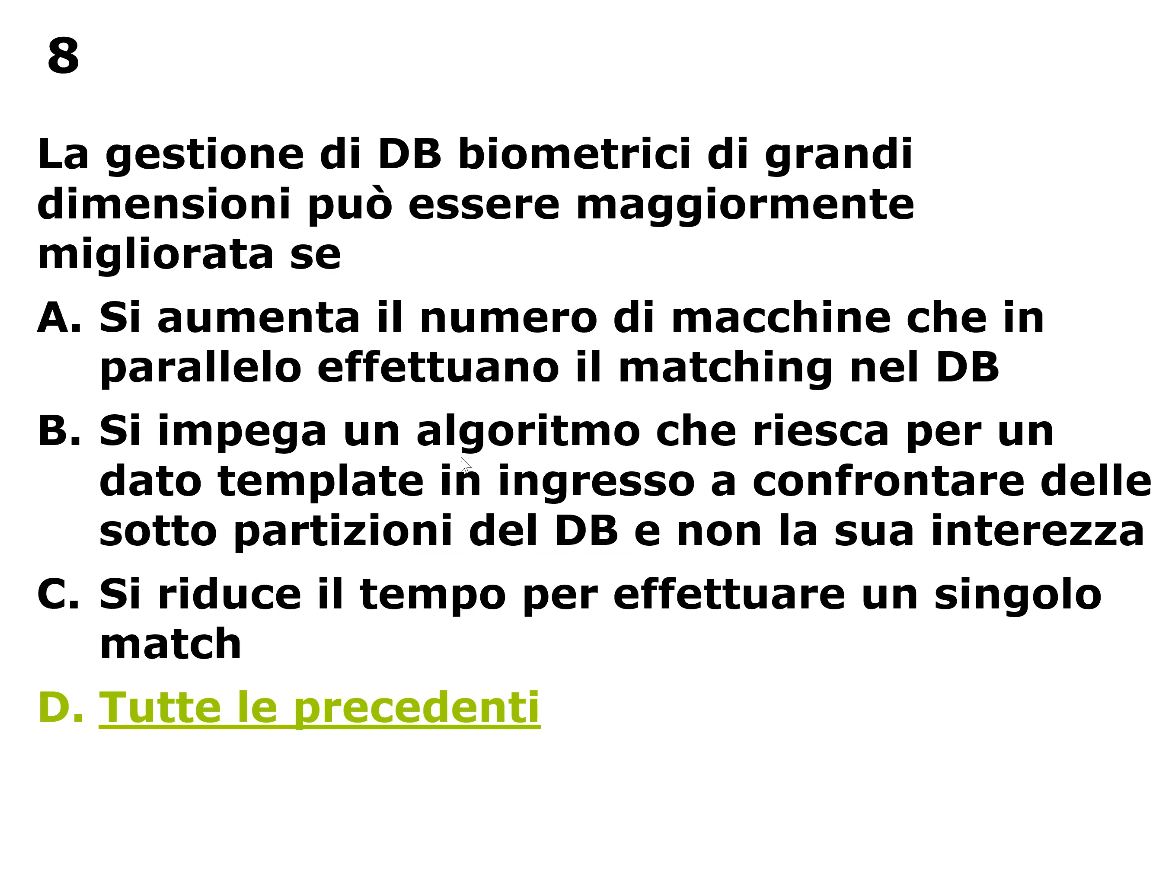 8
La gestione di DB biometrici di grandi
dimensioni può essere maggiormente
migliorata se
A. Si aumenta il numero di macchine che in
parallelo effettuano il matching nel DB
B. Si impega un algoritmo che riesca per un
dato template in ingresso a confrontare delle
sotto partizioni del DB e non la sua interezza
C. Si riduce il tempo per effettuare un singolo
match
D. Tutte le precedenti